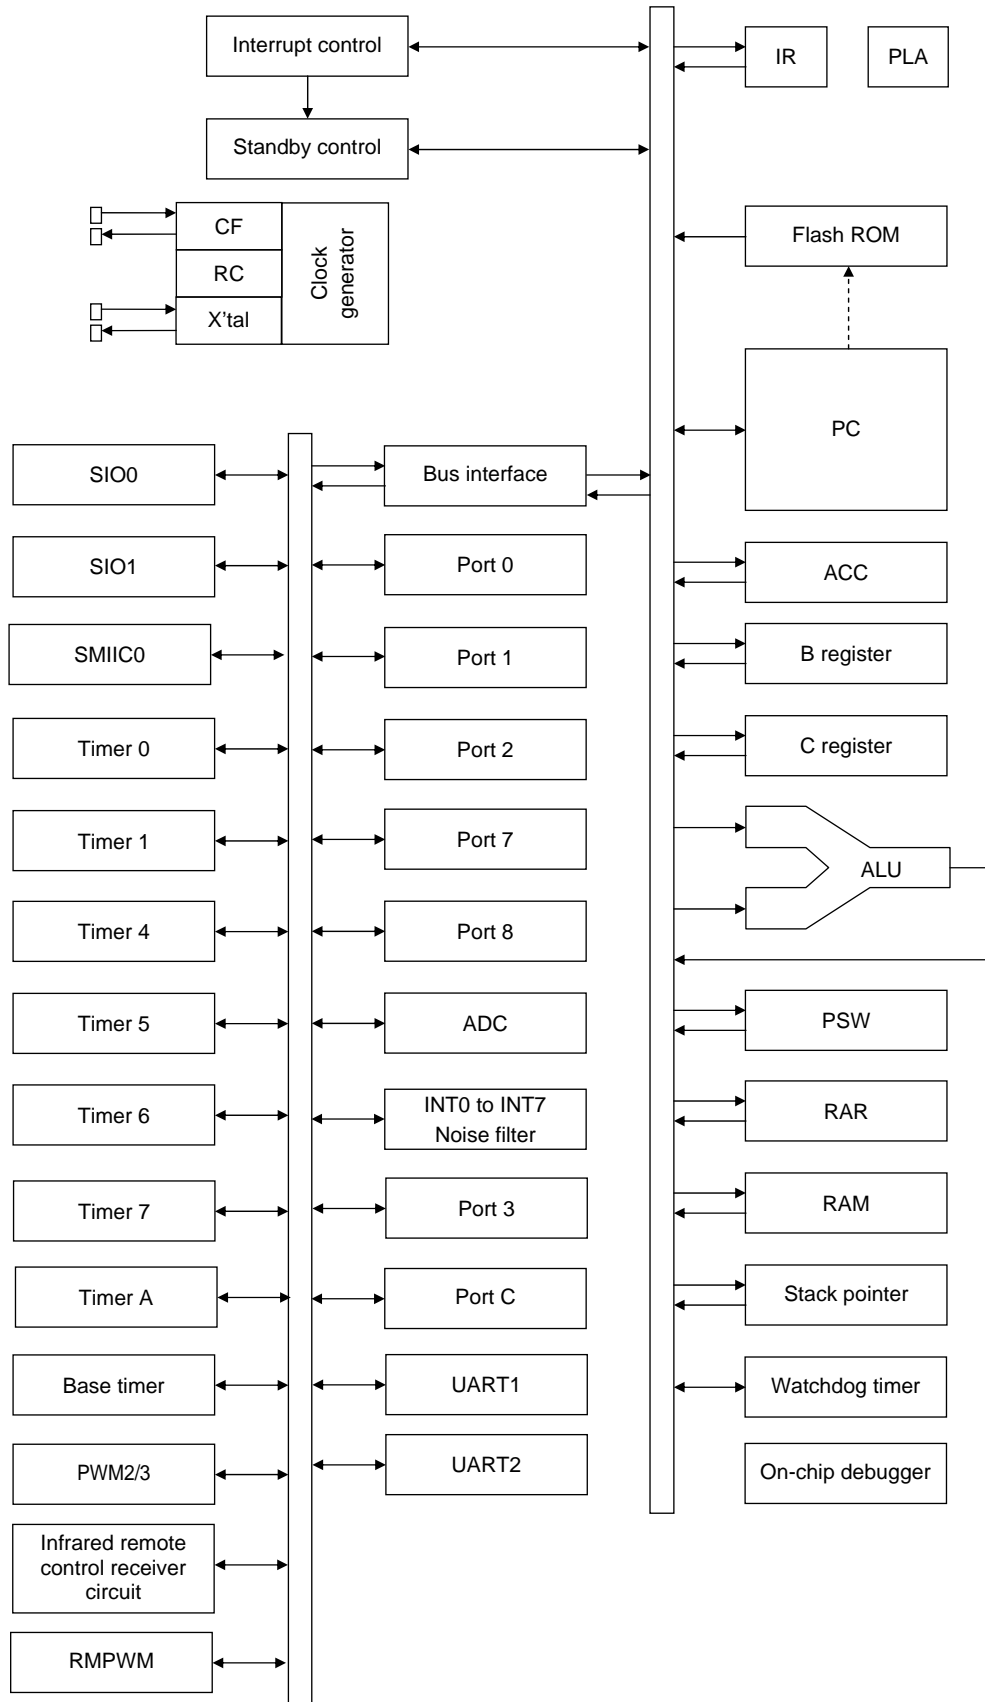 Interrupt control
IR
PLA
Standby control
CF
RC
X'tal
Clock
generator
Flash ROM
PC
SIO0
Bus interface
SIO1
Port 0
ACC
SMIIC0
Port 1
B register
Timer 0
Port 2
C register
Timer 1
Port 7
ALU
Timer 4
Port 8
Timer 5
ADC
PSW
Timer 6
INT0 to INT7
Noise filter
RAR
Timer 7
Port 3
RAM
Timer A
Port C
Stack pointer
Base timer
UART1
Watchdog timer
PWM2/3
UART2
On-chip debugger
Infrared remote
control receiver
circuit
RMPWM